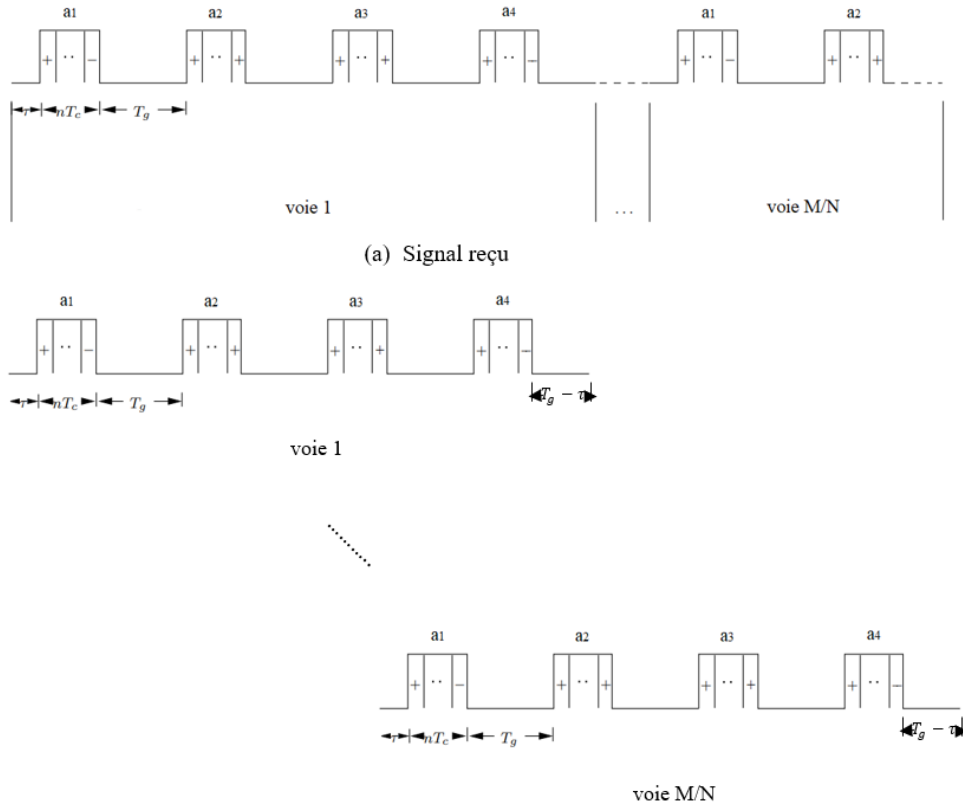 a1 a2 a3 a4 a1 a2
+ ·· − + ·· + + ·· + + ·· − + ·· − + ·· +
τ nTc Tg
voie 1 ... voie M/N
(a) Signal reçu
a1 a2 a3 a4
+ ·· − + ·· + + ·· + + ·· −
τ nTc Tg Tg − τ
voie 1
a1 a2 a3 a4
+ ·· − + ·· + + ·· + + ·· −
τ nTc Tg Tg − τ
voie M/N